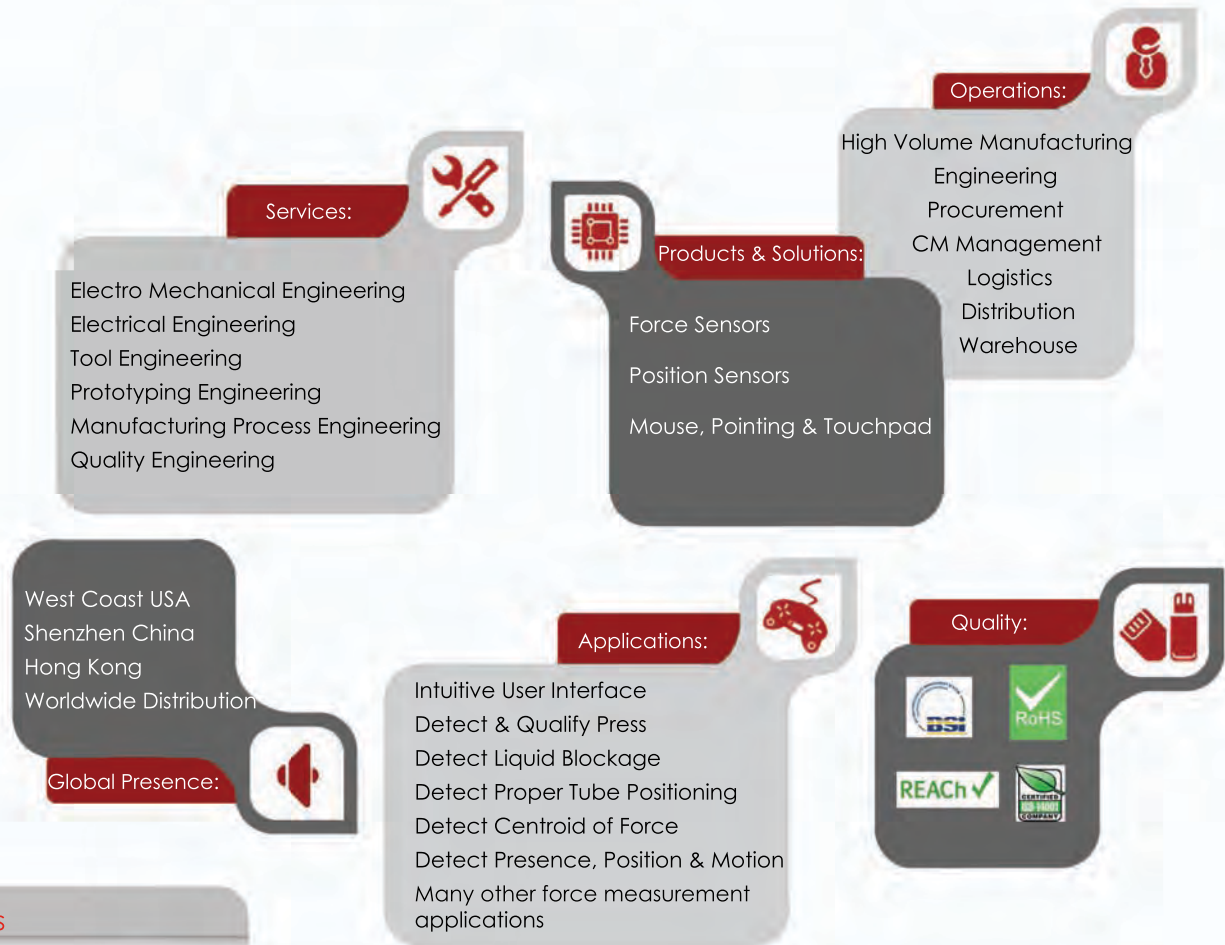 Operations:
High Volume Manufacturing
Engineering
Procurement
CM Management
Logistics
Distribution
Warehouse
Services:
Electro Mechanical Engineering
Electrical Engineering
Tool Engineering
Prototyping Engineering
Manufacturing Process Engineering
Quality Engineering
Products & Solutions:
Force Sensors
Position Sensors
Mouse, Pointing & Touchpad
West Coast USA
Shenzhen China
Hong Kong
Worldwide Distribution
Global Presence:
Applications:
Intuitive User Interface
Detect & Qualify Press
Detect Liquid Blockage
Detect Proper Tube Positioning
Detect Centroid of Force
Detect Presence, Position & Motion
Many other force measurement
applications
Quality:
BSI
RoHS
REACh
CERTIFIED
ISO 14001
COMPANY
S